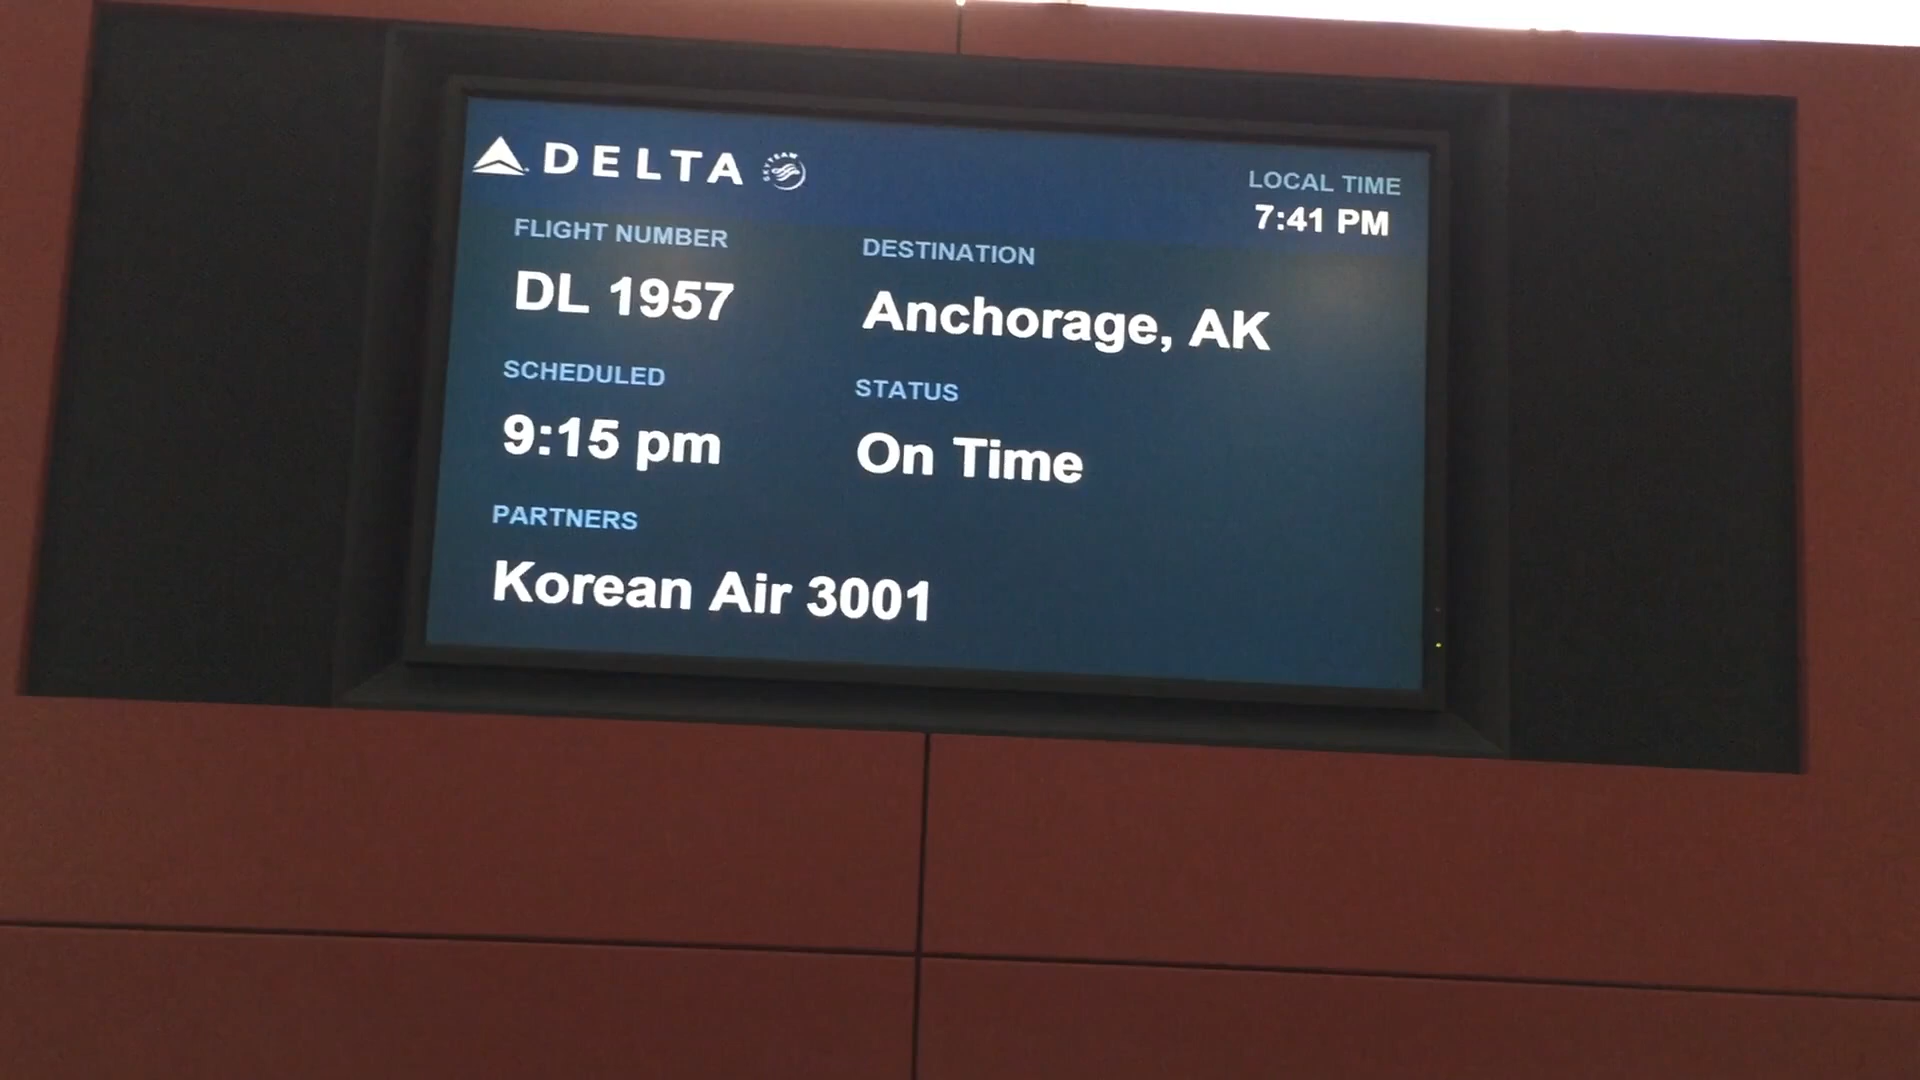 DELTA SKYTEAM
LOCAL TIME
7:41 PM
FLIGHT NUMBER
DESTINATION
DL 1957
Anchorage, AK
SCHEDULED
STATUS
9:15 pm
On Time
PARTNERS
Korean Air 3001